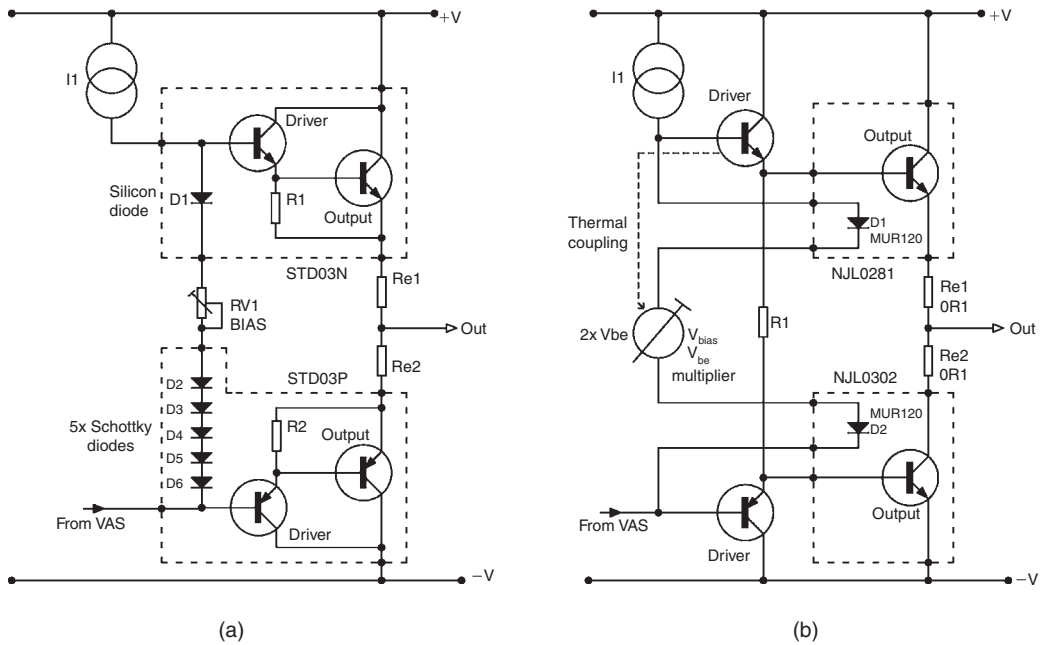 +V
I1
Driver
Silicon
diode
D1
R1
Output
STD03N
RV1
BIAS
Re1
Out
Re2
STD03P
D2
D3
D4
D5
D6
5x Schottky
diodes
R2
Output
From VAS
Driver
−V
(a)
+V
I1
Driver
Output
Thermal
coupling
D1
MUR120
NJL0281
Re1
0R1
2x Vbe
Vbias
Vbe
multiplier
R1
Out
Re2
0R1
NJL0302
MUR120
D2
From VAS
Output
Driver
−V
(b)